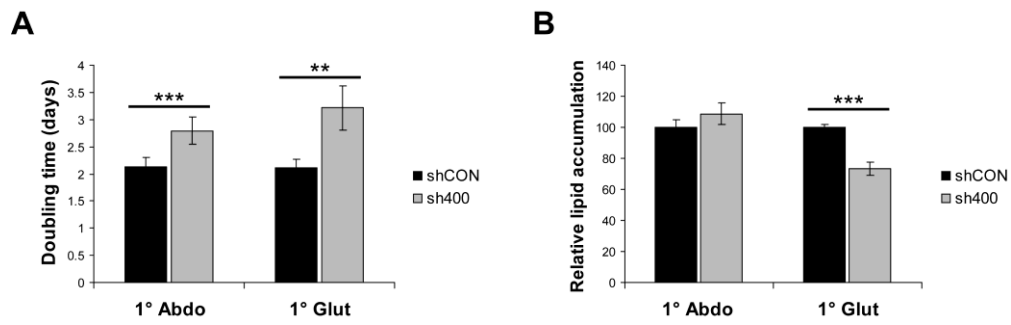 A
Doubling time (days)
4
3.5
3
2.5
2
1.5
1
0.5
0
***
**
1° Abdo
1° Glut
shCON
sh400
B
Relative lipid accumulation
140
120
100
80
60
40
20
0
***
1° Abdo
1° Glut
shCON
sh400